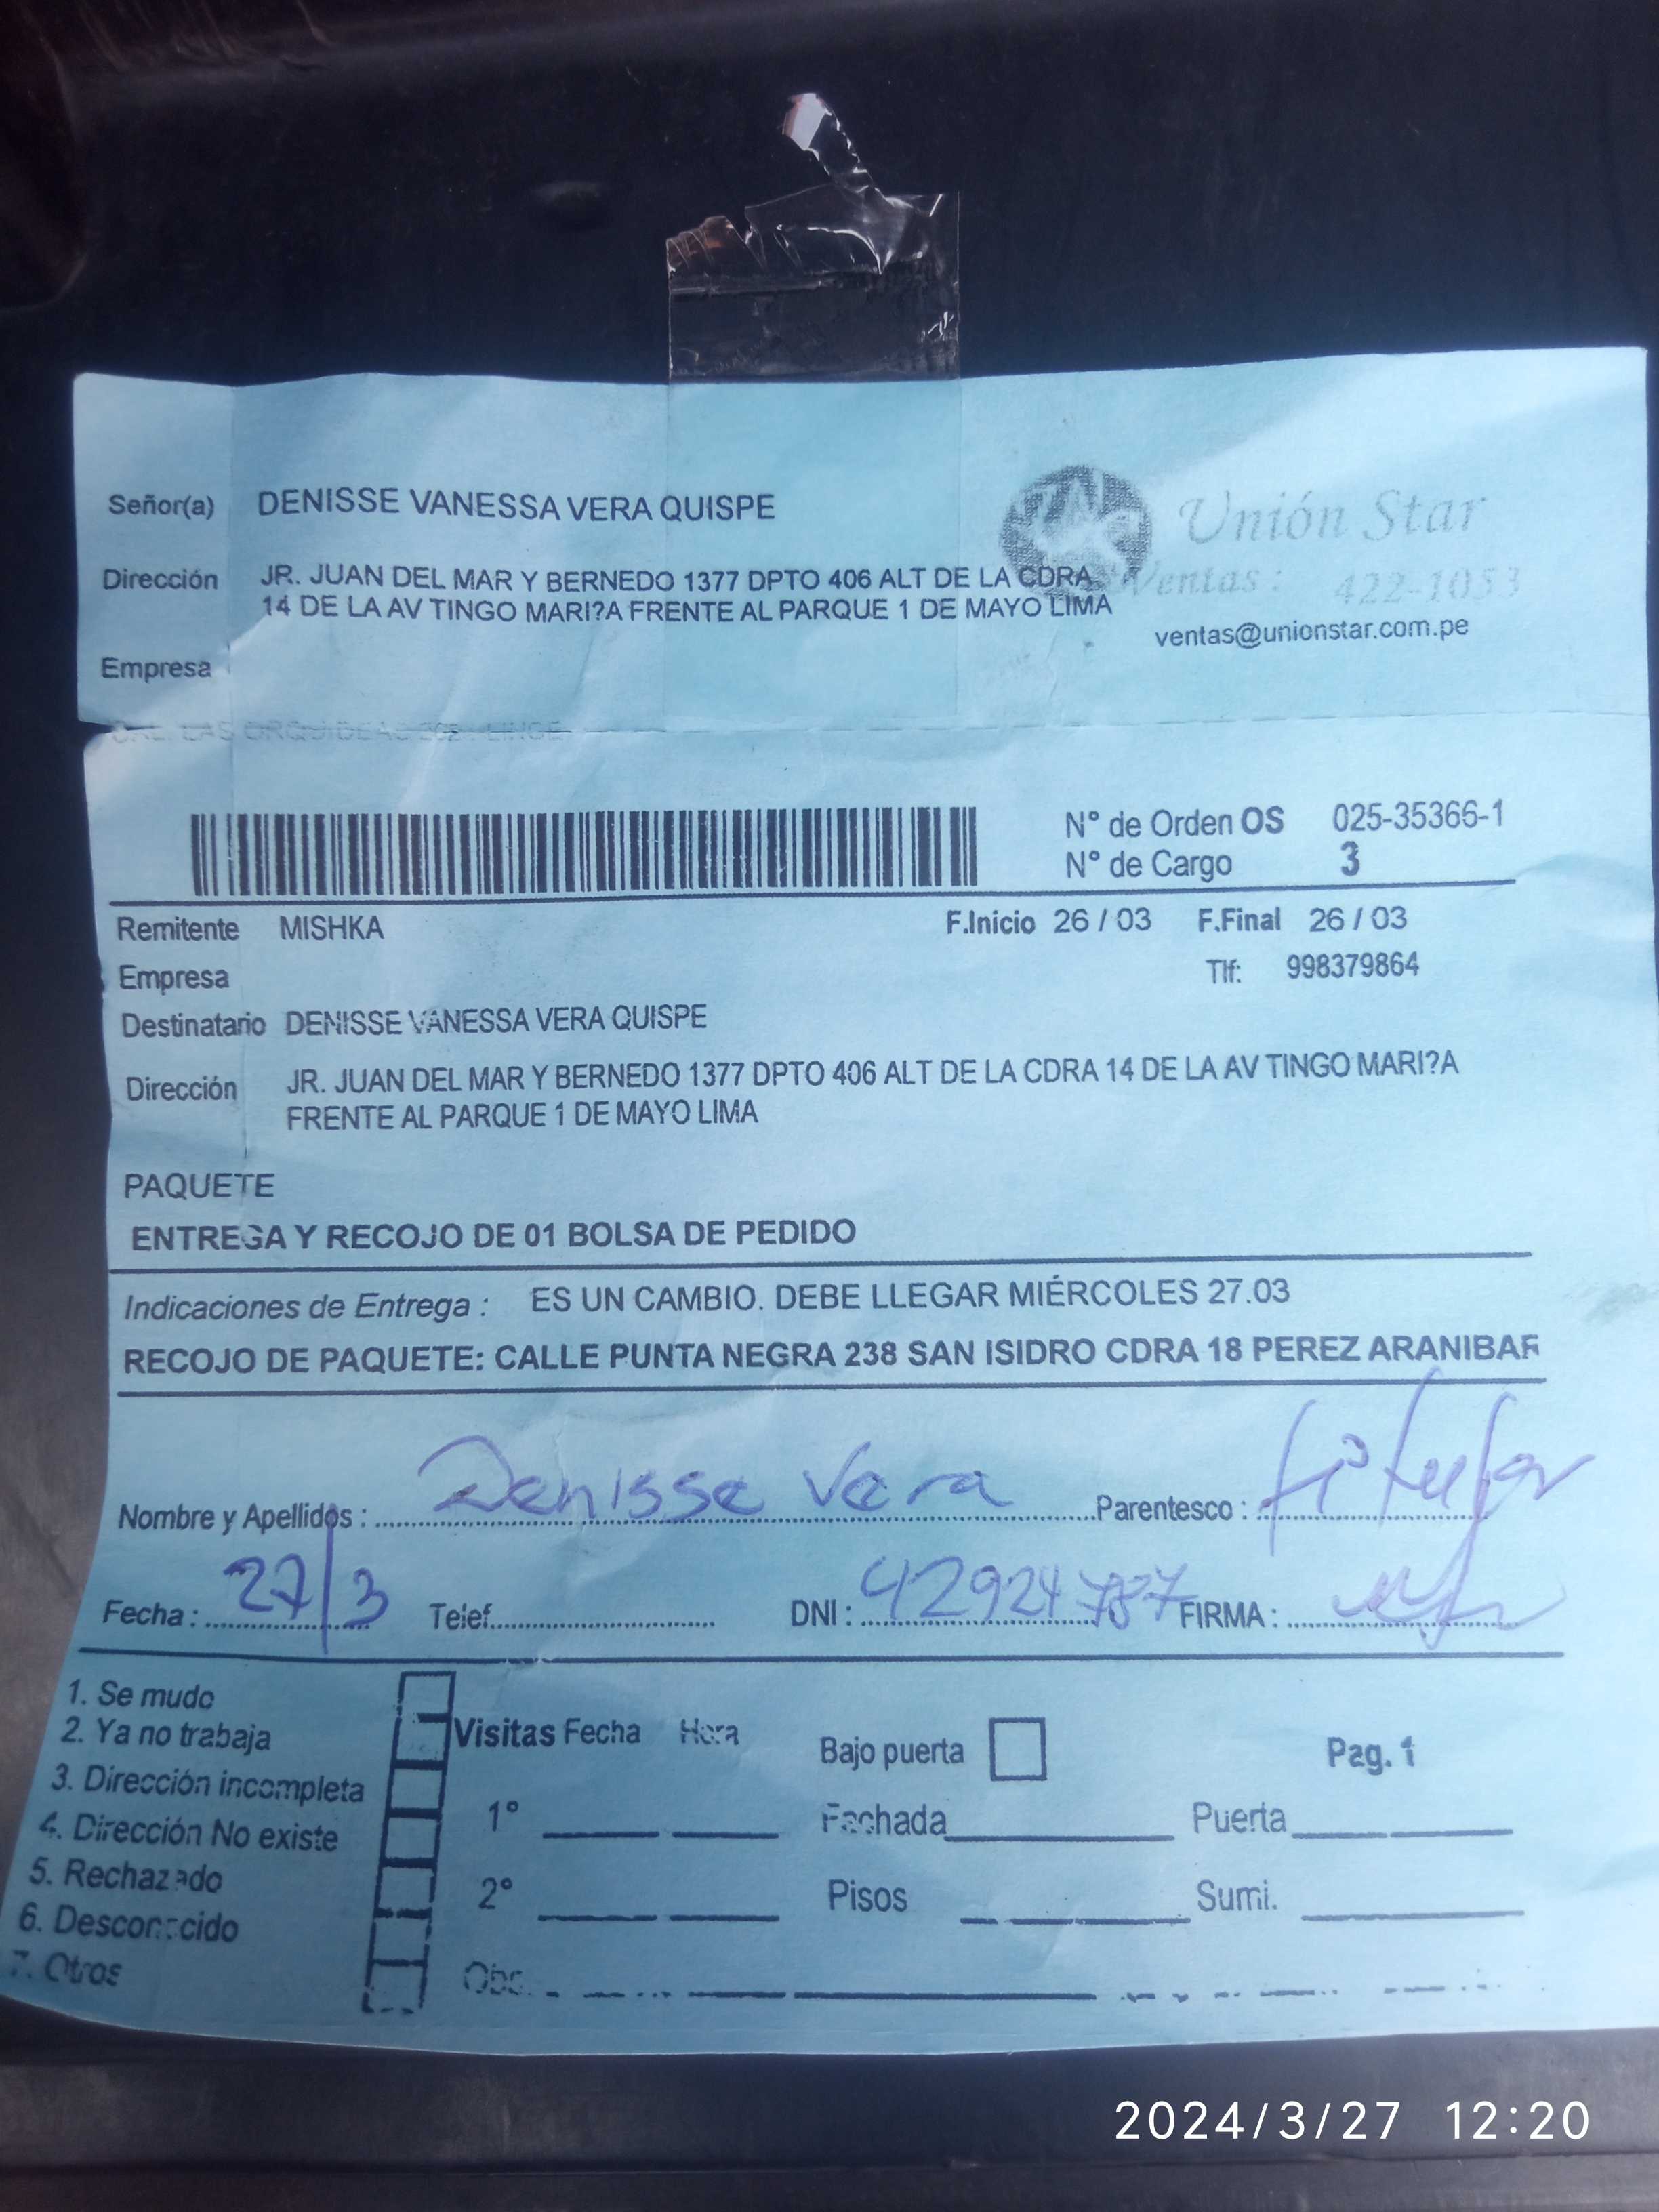 Señor(a) DENISSE VANESSA VERA QUISPE
Unión Star
Dirección JR. JUAN DEL MAR Y BERNEDO 1377 DPTO 406 ALT DE LA CDRA
14 DE LA AV TINGO MARI?A FRENTE AL PARQUE 1 DE MAYO LIMA
Ventas : 422-1053
ventas@unionstar.com.pe
Empresa
N° de Orden OS 025-35366-1
N° de Cargo 3
Remitente MISHKA F.Inicio 26 / 03 F.Final 26 / 03
Empresa Tlf: 998379864
Destinatario DENISSE VANESSA VERA QUISPE
Dirección JR. JUAN DEL MAR Y BERNEDO 1377 DPTO 406 ALT DE LA CDRA 14 DE LA AV TINGO MARI?A
FRENTE AL PARQUE 1 DE MAYO LIMA
PAQUETE
ENTREGA Y RECOJO DE 01 BOLSA DE PEDIDO
Indicaciones de Entrega : ES UN CAMBIO. DEBE LLEGAR MIÉRCOLES 27.03
RECOJO DE PAQUETE: CALLE PUNTA NEGRA 238 SAN ISIDRO CDRA 18 PEREZ ARANIBAR
Nombre y Apellidos : Denisse Vera Parentesco : titular
Fecha : 27/3 Telef. DNI : 42924787 FIRMA :
1. Se mudo
2. Ya no trabaja
3. Dirección incompleta
4. Dirección No existe
5. Rechazado
6. Desconocido
7. Otros
Visitas Fecha Hora
1°
2°
Obs.
Bajo puerta
Fachada
Pisos
Pag. 1
Puerta
Sumi.
2024/3/27 12:20